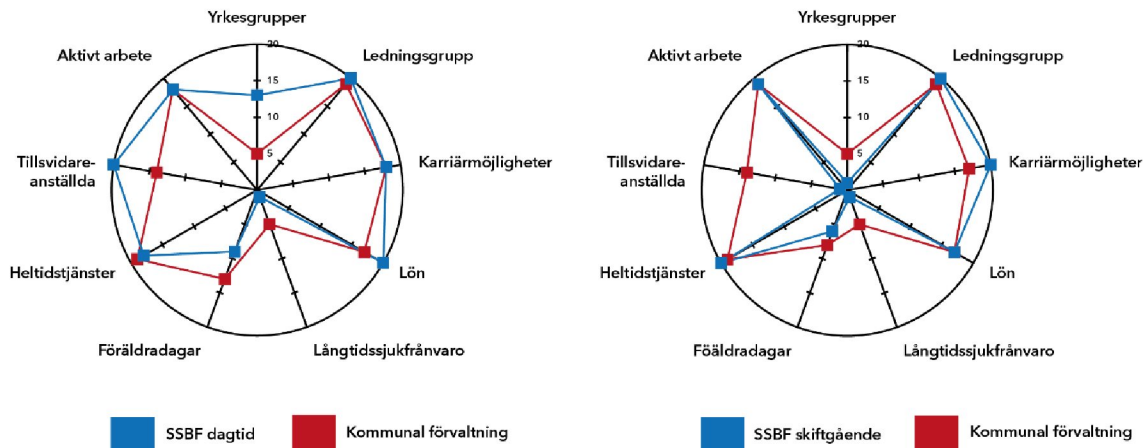 Yrkesgrupper
20
Aktivt arbete
Ledningsgrupp
15
10
Tillsvidare-
anställda
5
Karriärmöjligheter
Heltidstjänster
Lön
Föräldradagar
Långtidssjukfrånvaro
SSBF dagtid
Kommunal förvaltning
Yrkesgrupper
20
Aktivt arbete
Ledningsgrupp
15
10
Tillsvidare-
anställda
5
Karriärmöjligheter
Heltidstjänster
Lön
Föäldradagar
Långtidssjukfrånvaro
SSBF skiftgående
Kommunal förvaltning